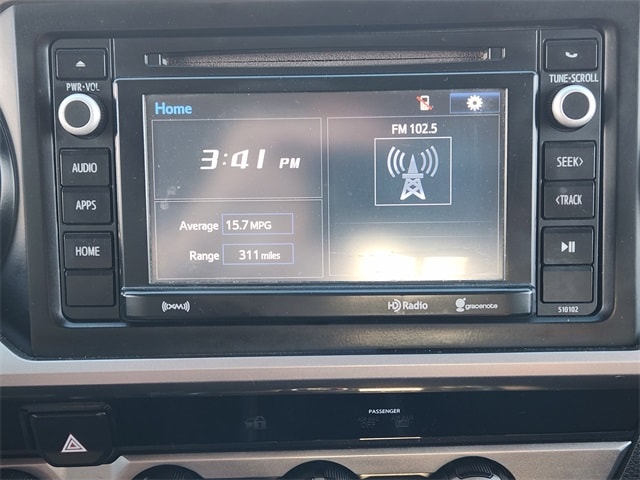 PWR•VOL
AUDIO
APPS
HOME
Home
3:41 PM
Average 15.7 MPG
Range 311 miles
FM 102.5
TUNE•SCROLL
SEEK>
<TRACK
510102
((SXM))
HD Radio
gracenote
PASSENGER